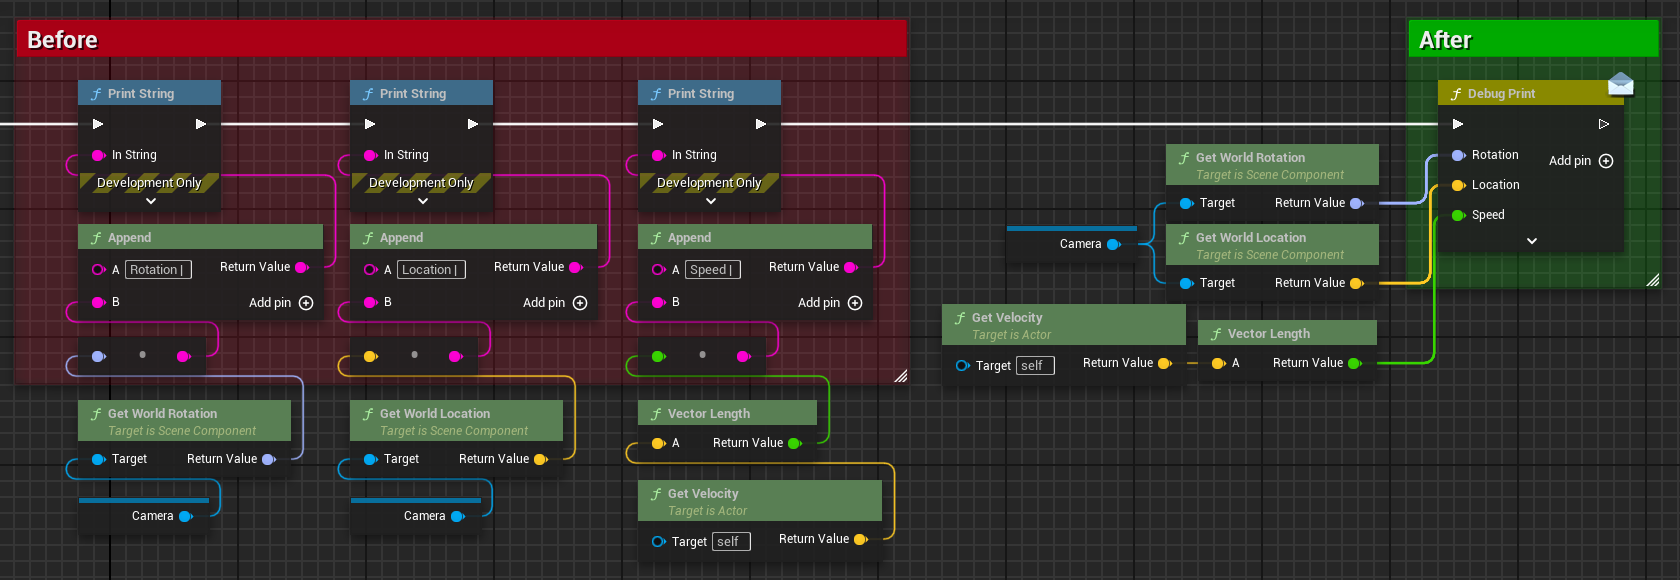 Before
After
f Print String
In String
Development Only
f Append
A Rotation |
Return Value
B
Add pin
f Get World Rotation
Target is Scene Component
Target
Return Value
Camera
f Print String
In String
Development Only
f Append
A Location |
Return Value
B
Add pin
f Get World Location
Target is Scene Component
Target
Return Value
Camera
f Print String
In String
Development Only
f Append
A Speed |
Return Value
B
Add pin
f Vector Length
A
Return Value
f Get Velocity
Target is Actor
Target self
Return Value
Camera
f Get World Rotation
Target is Scene Component
Target
Return Value
f Get World Location
Target is Scene Component
Target
Return Value
f Get Velocity
Target is Actor
Target self
Return Value
f Vector Length
A
Return Value
f Debug Print
Rotation
Add pin
Location
Speed